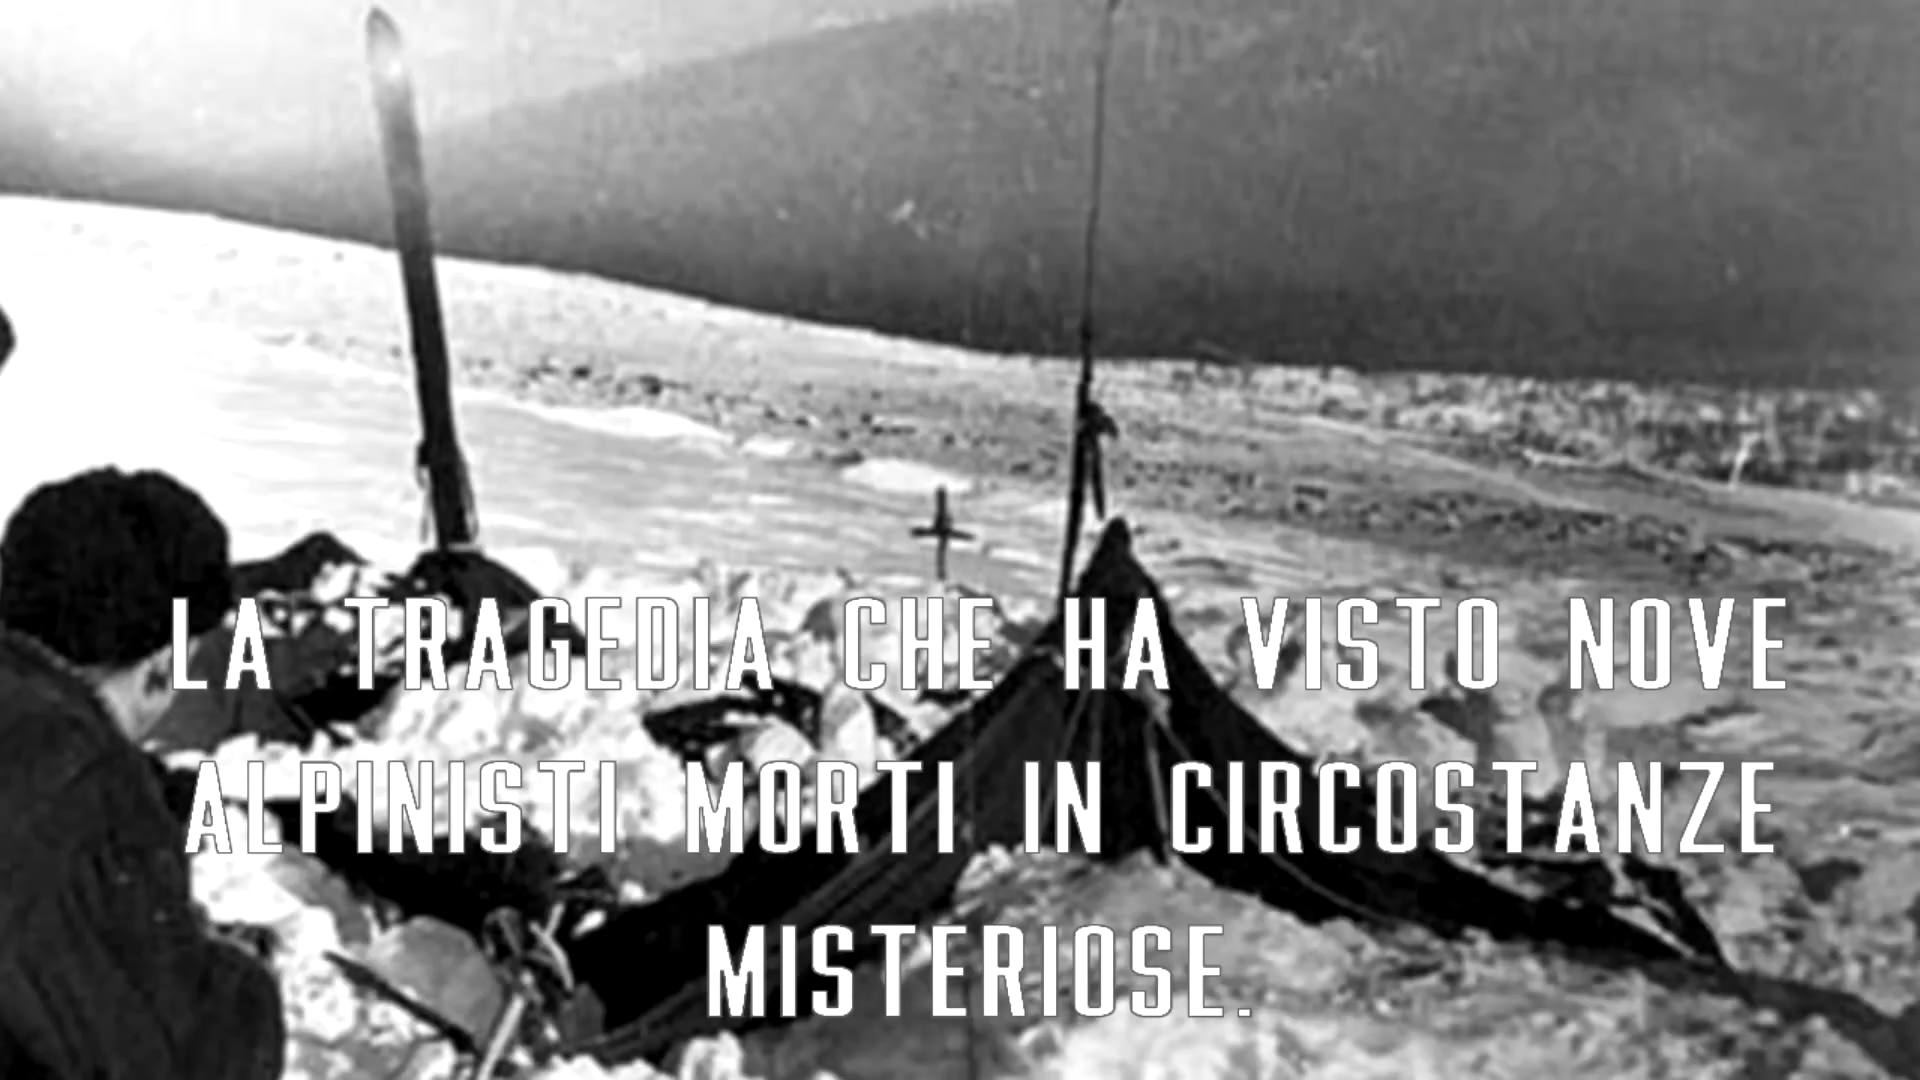 LA TRAGEDIA CHE HA VISTO NOVE
ALPINISTI MORTI IN CIRCOSTANZE
MISTERIOSE.